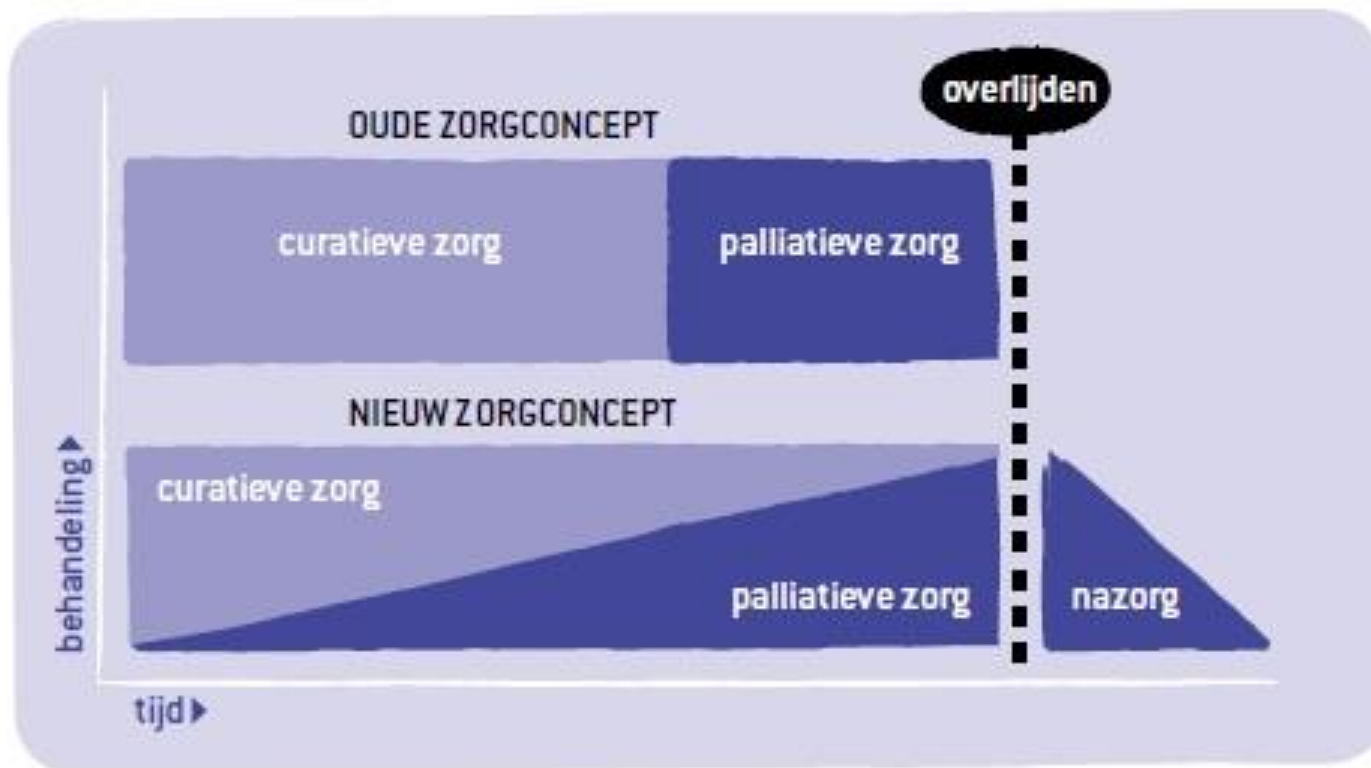 overlijden
OUDE ZORGCONCEPT
curatieve zorg
palliatieve zorg
NIEUW ZORGCONCEPT
curatieve zorg
palliatieve zorg
nazorg
behandeling
tijd